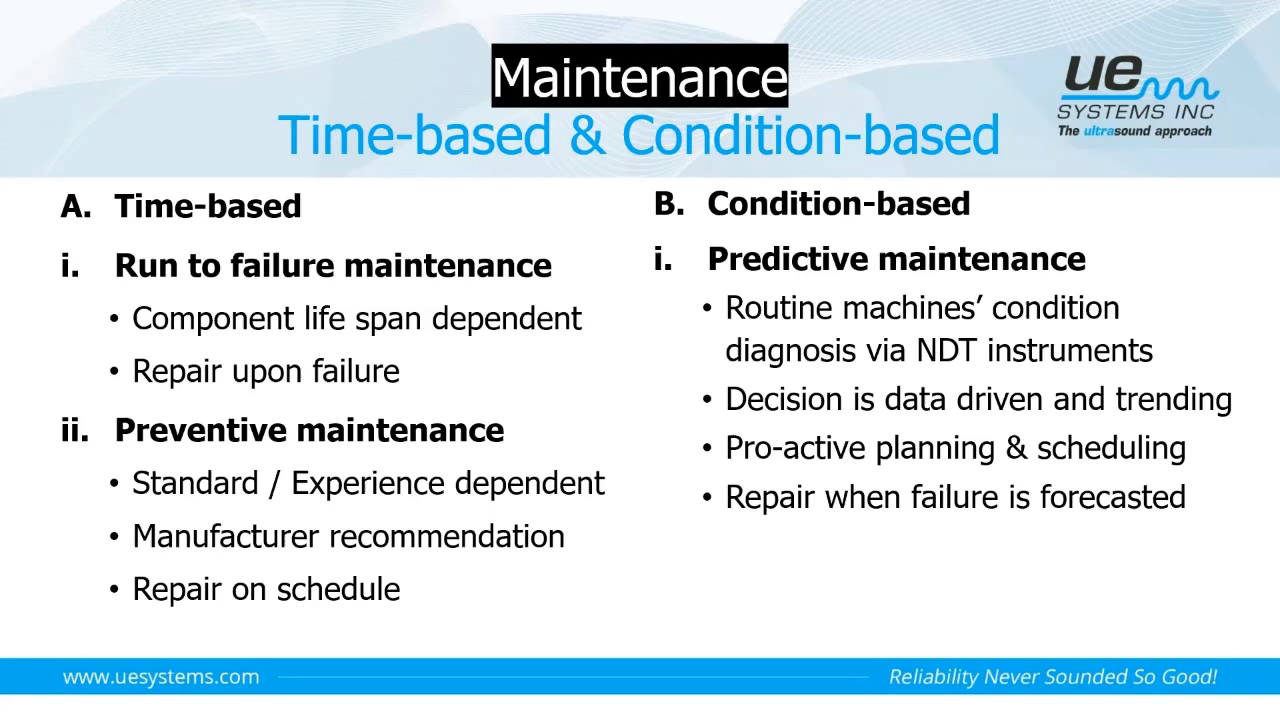 Maintenance
Time-based & Condition-based
ue
SYSTEMS INC
The ultrasound approach
A. Time-based
i. Run to failure maintenance
• Component life span dependent
• Repair upon failure
ii. Preventive maintenance
• Standard / Experience dependent
• Manufacturer recommendation
• Repair on schedule
B. Condition-based
i. Predictive maintenance
• Routine machines’ condition
diagnosis via NDT instruments
• Decision is data driven and trending
• Pro-active planning & scheduling
• Repair when failure is forecasted
www.uesystems.com
Reliability Never Sounded So Good!